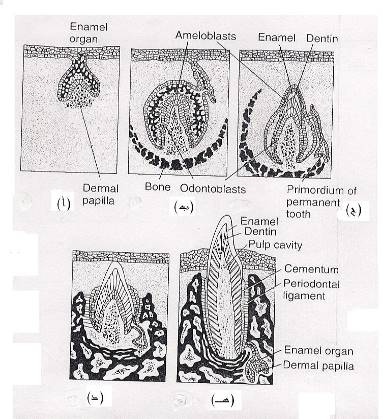 Enamel
organ
Ameloblasts
Enamel
Dentin
Dermal
papilla
Bone
Odontoblasts
Primordium of
permanent
tooth
(أ)
(ب)
(ج)
Enamel
Dentin
Pulp cavity
Cementum
Periodontal
ligament
Enamel organ
Dermal papilla
(د)
(هـ)